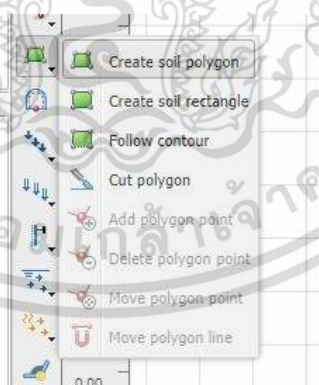 Create soil polygon
Create soil rectangle
Follow contour
Cut polygon
Add polygon point
Delete polygon point
Move polygon point
Move polygon line
0.00